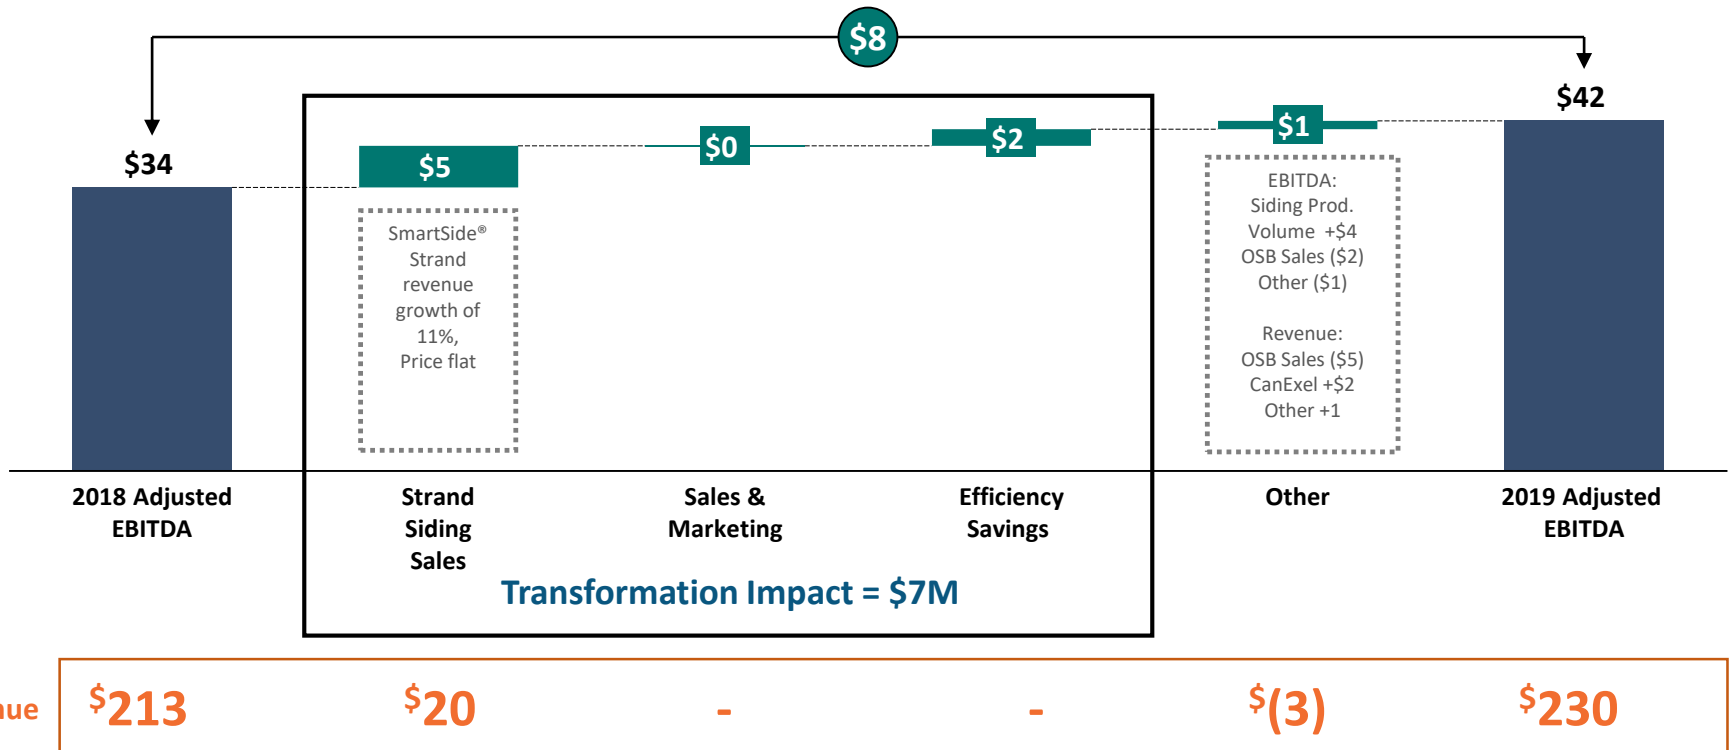 $8
$42
$34
$5
$0
$2
$1
SmartSide®
Strand
revenue
growth of
11%,
Price flat
EBITDA:
Siding Prod.
Volume +$4
OSB Sales ($2)
Other ($1)
Revenue:
OSB Sales ($5)
CanExel +$2
Other +1
2018 Adjusted
EBITDA
Strand
Siding
Sales
Sales &
Marketing
Efficiency
Savings
Other
2019 Adjusted
EBITDA
Transformation Impact = $7M
$213 $20 - - $(3) $230